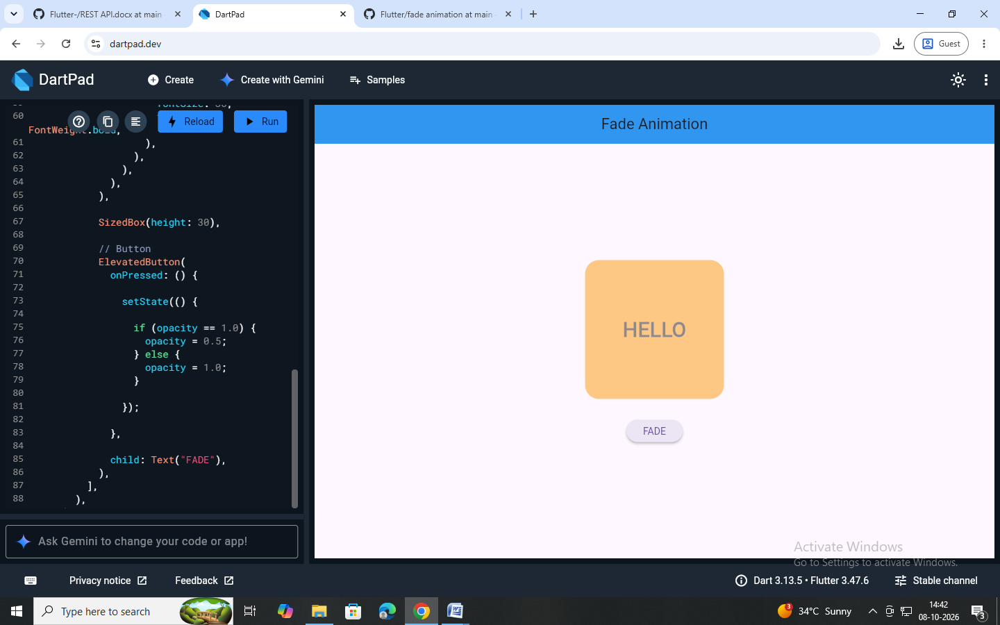 Flutter-/REST API.docx at main
DartPad
Flutter/fade animation at main
dartpad.dev
Guest
DartPad
Create
Create with Gemini
Samples
60
FontWeight.bold,
Reload
Run
61 ),
62 ),
63 ),
64 ),
65 ),
66
67 SizedBox(height: 30),
68
69 // Button
70 ElevatedButton(
71 onPressed: () {
72
73 setState(() {
74
75 if (opacity == 1.0) {
76 opacity = 0.5;
77 } else {
78 opacity = 1.0;
79 }
80
81 });
82
83 },
84
85 child: Text("FADE"),
86 ),
87 ],
88 ),
Ask Gemini to change your code or app!
Fade Animation
HELLO
FADE
Activate Windows
Go to Settings to activate Windows.
Privacy notice
Feedback
Dart 3.13.5 • Flutter 3.47.6
Stable channel
Type here to search
3
34°C Sunny
14:42
08-10-2026
3